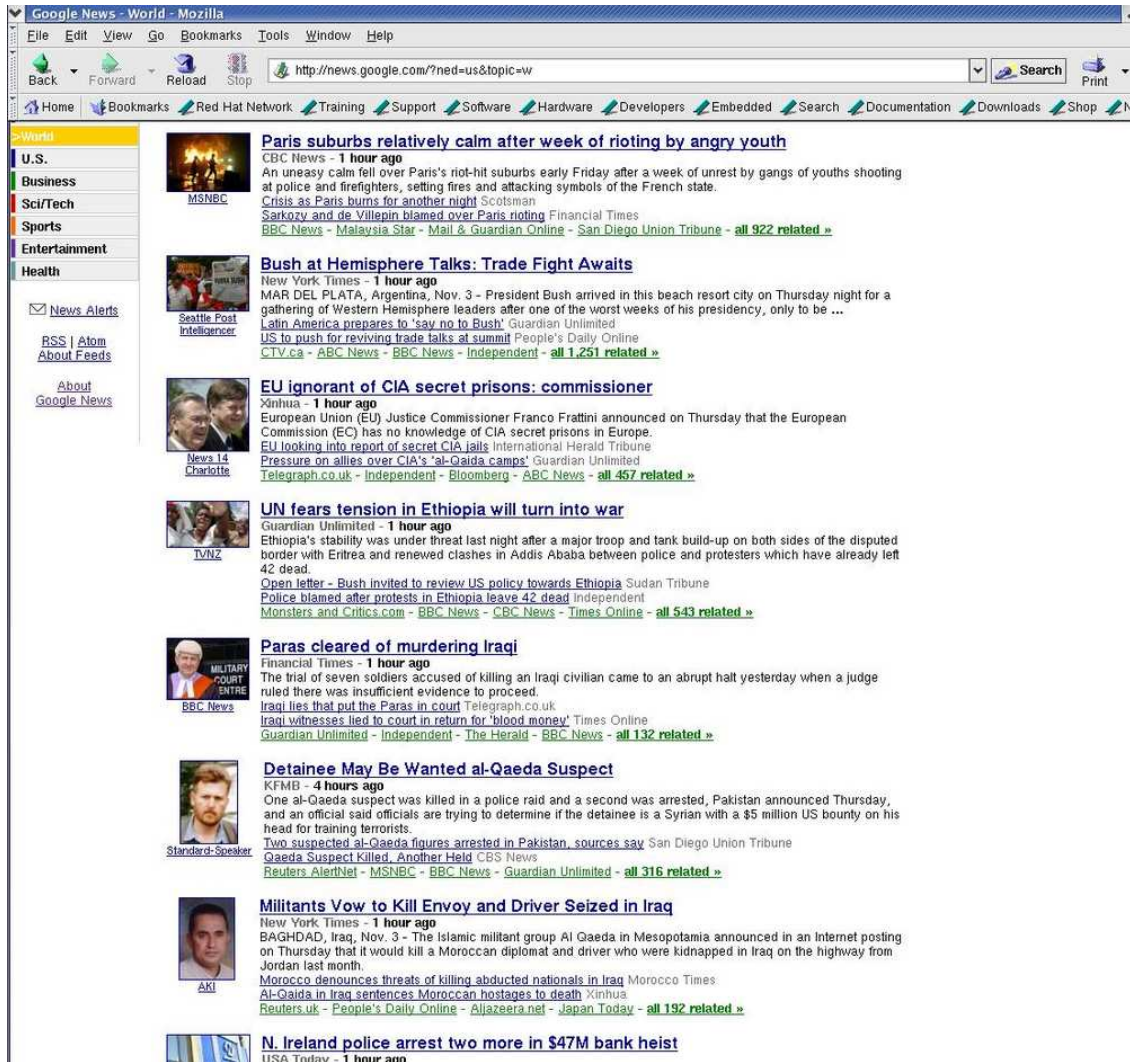 Google News - World - Mozilla
File Edit View Go Bookmarks Tools Window Help
Back Forward Reload Stop http://news.google.com/?ned=us&topic=w Search Print
Home Bookmarks Red Hat Network Training Support Software Hardware Developers Embedded Search Documentation Downloads Shop
>World
U.S.
Business
Sci/Tech
Sports
Entertainment
Health
News Alerts
RSS | Atom
About Feeds
About
Google News
MSNBC
Paris suburbs relatively calm after week of rioting by angry youth
CBC News - 1 hour ago
An uneasy calm fell over Paris's riot-hit suburbs early Friday after a week of unrest by gangs of youths shooting
at police and firefighters, setting fires and attacking symbols of the French state.
Crisis as Paris burns for another night Scotsman
Sarkozy and de Villepin blamed over Paris rioting Financial Times
BBC News - Malaysia Star - Mail & Guardian Online - San Diego Union Tribune - all 922 related »
Seattle Post
Intelligencer
Bush at Hemisphere Talks: Trade Fight Awaits
New York Times - 1 hour ago
MAR DEL PLATA, Argentina, Nov. 3 - President Bush arrived in this beach resort city on Thursday night for a
gathering of Western Hemisphere leaders after one of the worst weeks of his presidency, only to be ...
Latin America prepares to 'say no to Bush' Guardian Unlimited
US to push for reviving trade talks at summit People's Daily Online
CTV.ca - ABC News - BBC News - Independent - all 1,251 related »
News 14
Charlotte
EU ignorant of CIA secret prisons: commissioner
Xinhua - 1 hour ago
European Union (EU) Justice Commissioner Franco Frattini announced on Thursday that the European
Commission (EC) has no knowledge of CIA secret prisons in Europe.
EU looking into report of secret CIA jails International Herald Tribune
Pressure on allies over CIA's 'al-Qaida camps' Guardian Unlimited
Telegraph.co.uk - Independent - Bloomberg - ABC News - all 457 related »
TVNZ
UN fears tension in Ethiopia will turn into war
Guardian Unlimited - 1 hour ago
Ethiopia's stability was under threat last night after a major troop and tank build-up on both sides of the disputed
border with Eritrea and renewed clashes in Addis Ababa between police and protesters which have already left
42 dead.
Open letter - Bush invited to review US policy towards Ethiopia Sudan Tribune
Police blamed after protests in Ethiopia leave 42 dead Independent
Monsters and Critics.com - BBC News - CBC News - Times Online - all 543 related »
MILITARY
COURT
ENTRE
BBC News
Paras cleared of murdering Iraqi
Financial Times - 1 hour ago
The trial of seven soldiers accused of killing an Iraqi civilian came to an abrupt halt yesterday when a judge
ruled there was insufficient evidence to proceed.
Iraqi lies that put the Paras in court Telegraph.co.uk
Iraqi witnesses lied to court in return for 'blood money' Times Online
Guardian Unlimited - Independent - The Herald - BBC News - all 132 related »
Standard-Speaker
Detainee May Be Wanted al-Qaeda Suspect
KFMB - 4 hours ago
One al-Qaeda suspect was killed in a police raid and a second was arrested, Pakistan announced Thursday,
and an official said officials are trying to determine if the detainee is a Syrian with a $5 million US bounty on his
head for training terrorists.
Two suspected al-Qaeda figures arrested in Pakistan, sources say San Diego Union Tribune
Qaeda Suspect Killed, Another Held CBS News
Reuters AlertNet - MSNBC - BBC News - Guardian Unlimited - all 316 related »
AKI
Militants Vow to Kill Envoy and Driver Seized in Iraq
New York Times - 1 hour ago
BAGHDAD, Iraq, Nov. 3 - The Islamic militant group Al Qaeda in Mesopotamia announced in an Internet posting
on Thursday that it would kill a Moroccan diplomat and driver who were kidnapped in Iraq on the highway from
Jordan last month.
Morocco denounces threats of killing abducted nationals in Iraq Morocco Times
Al-Qaida in Iraq sentences Moroccan hostages to death Xinhua
Reuters.uk - People's Daily Online - Aljazeera.net - Japan Today - all 192 related »
N. Ireland police arrest two more in $47M bank heist
USA Today - 1 hour ago